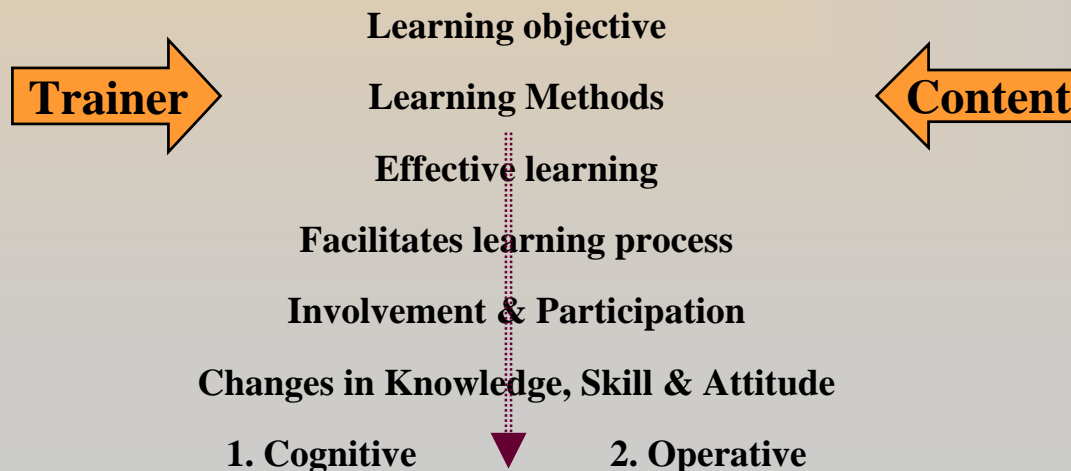 Learning objective
Trainer Learning Methods Content
Effective learning
Facilitates learning process
Involvement & Participation
Changes in Knowledge, Skill & Attitude
1. Cognitive 2. Operative